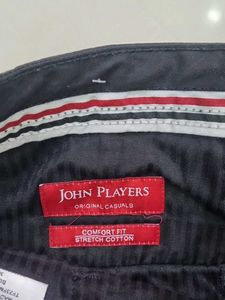 JOHN PLAYERS
ORIGINAL CASUALS
COMFORT FIT
STRETCH COTTON